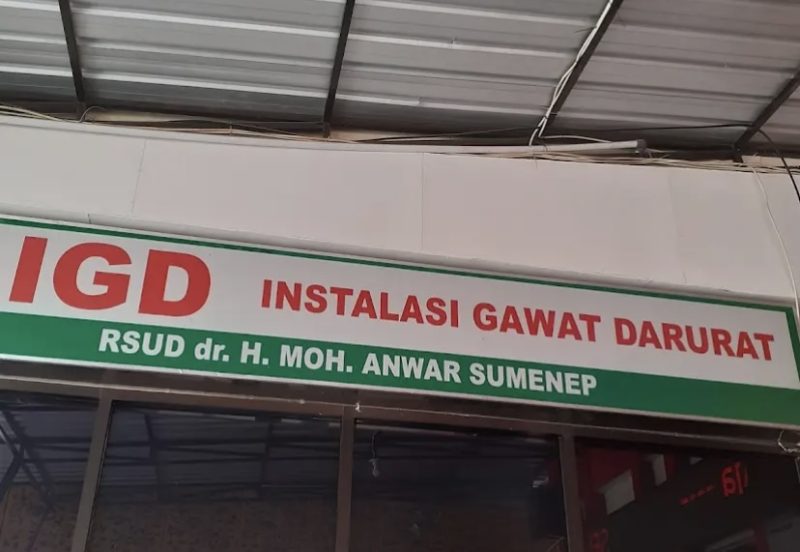 IGD INSTALASI GAWAT DARURAT
RSUD dr. H. MOH. ANWAR SUMENEP